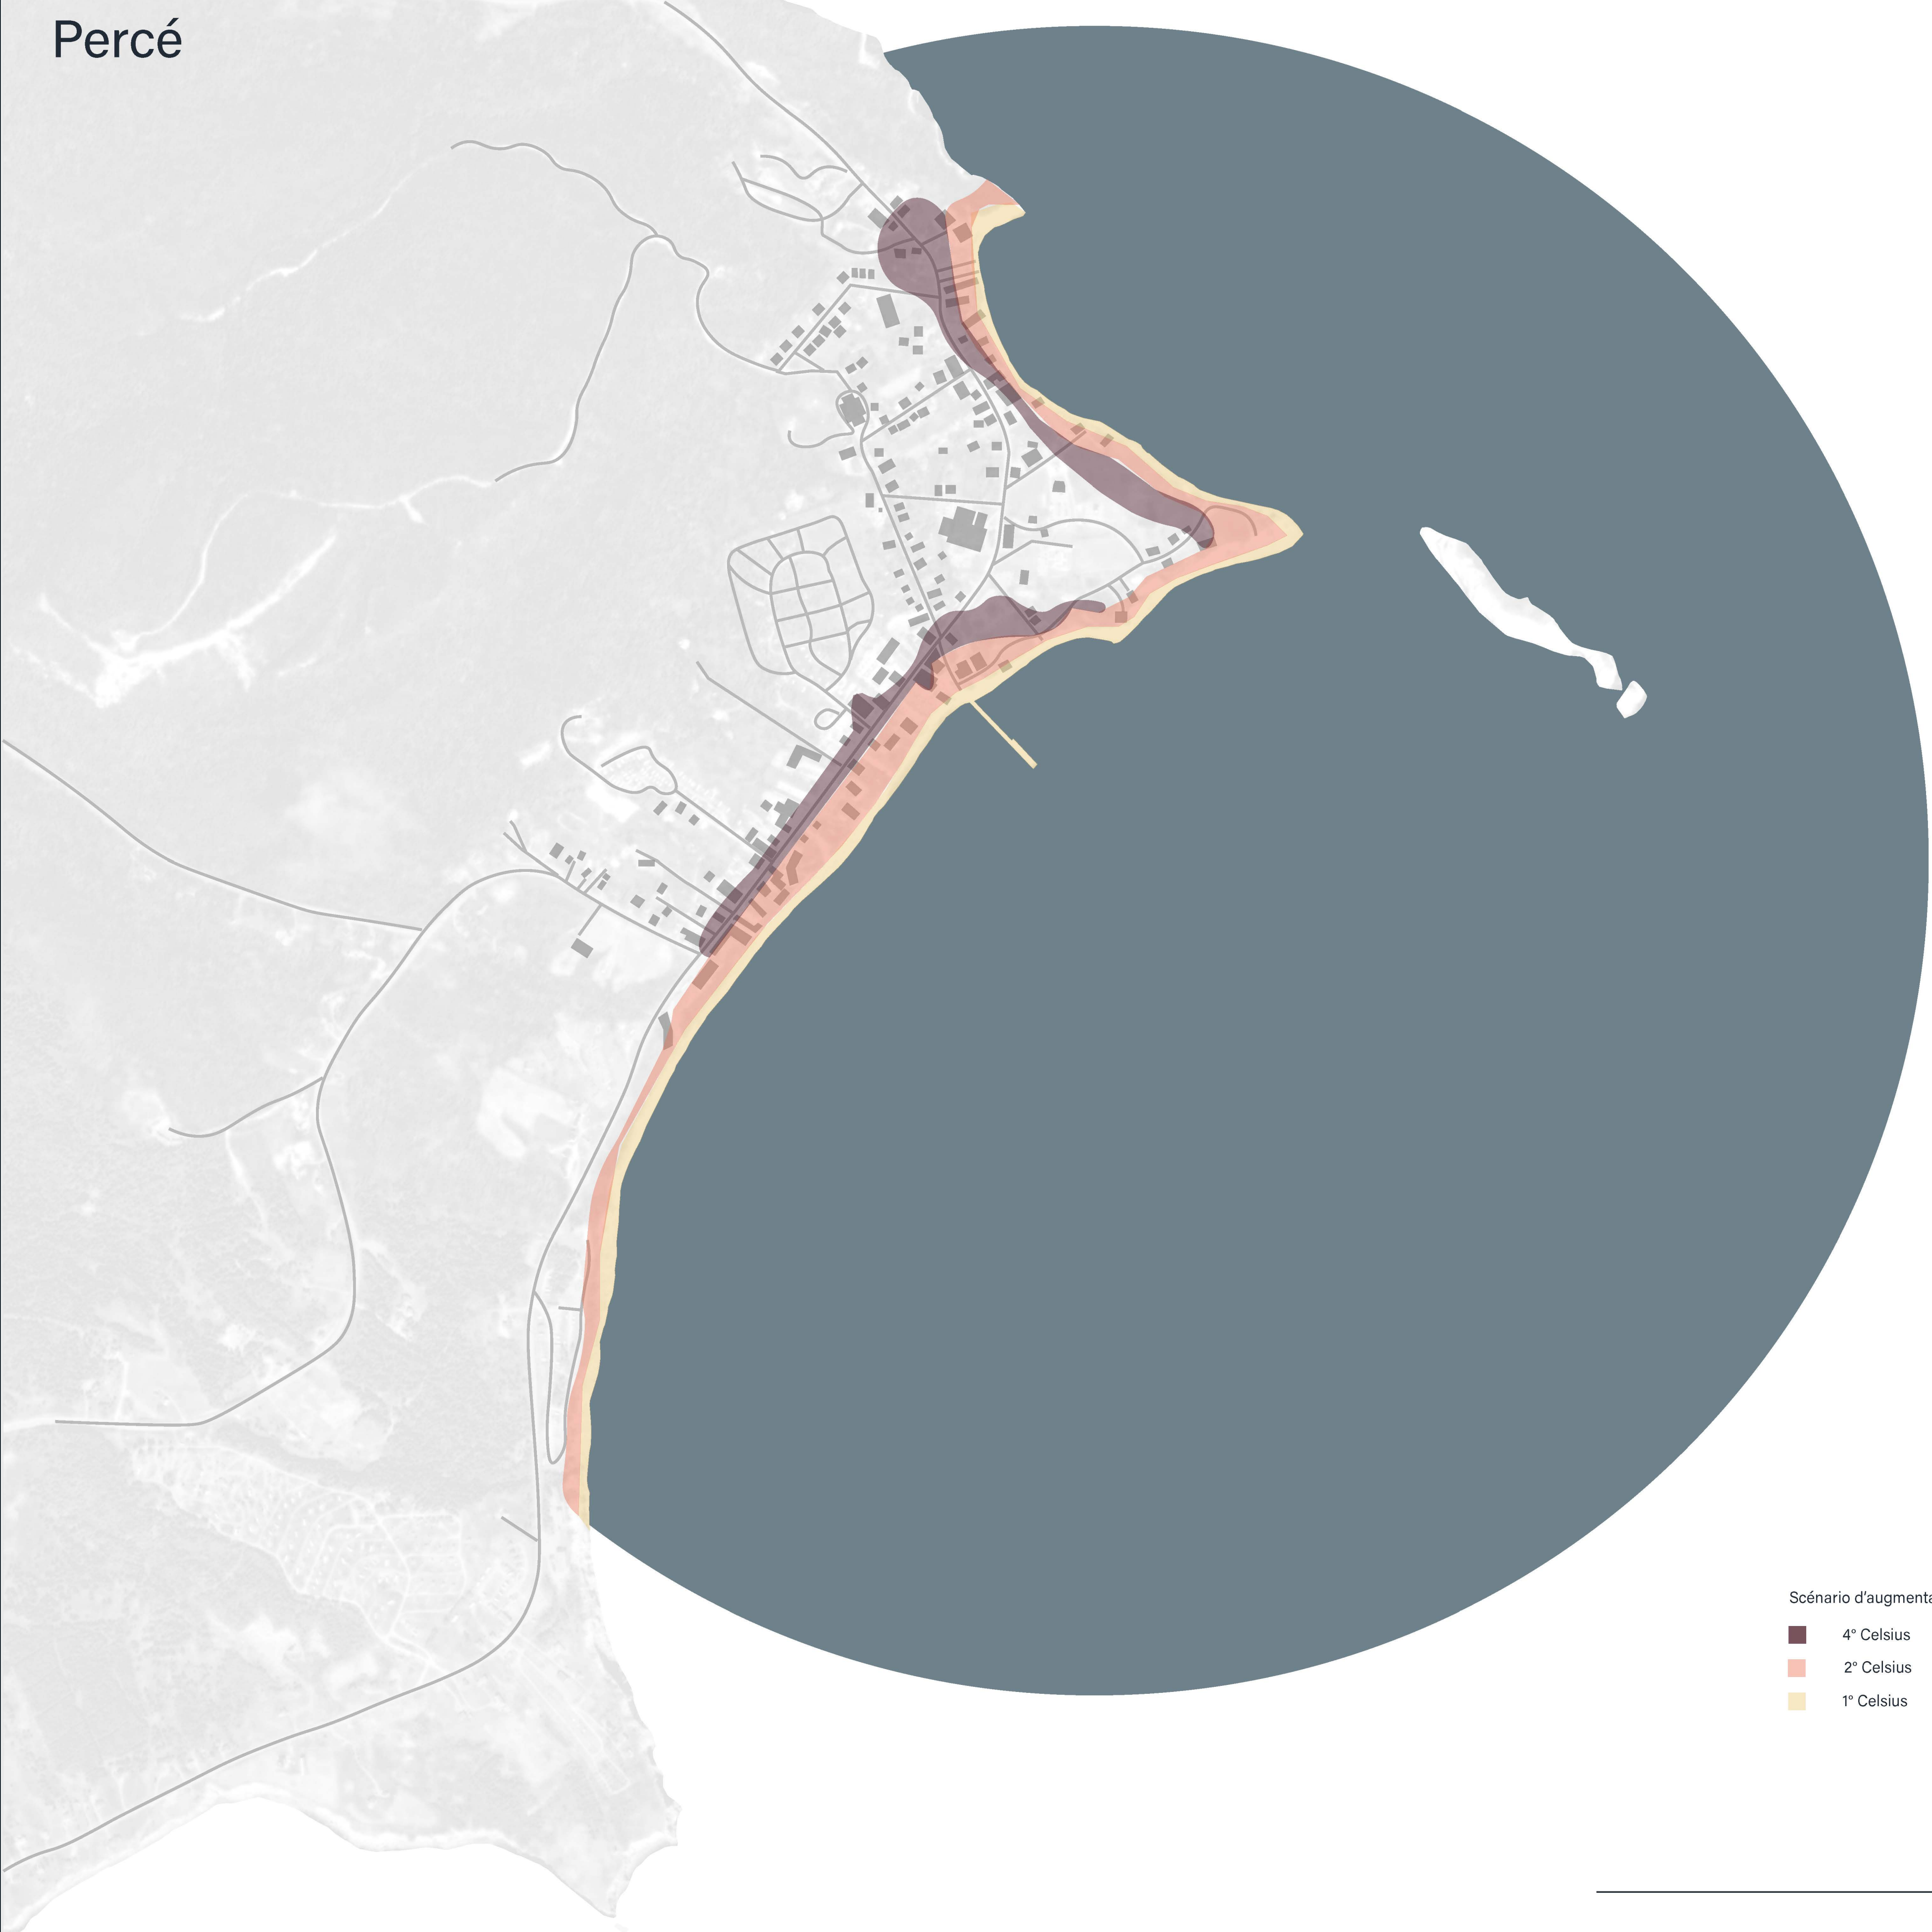 Percé
Scénario d'augmenta
4° Celsius
2° Celsius
1° Celsius